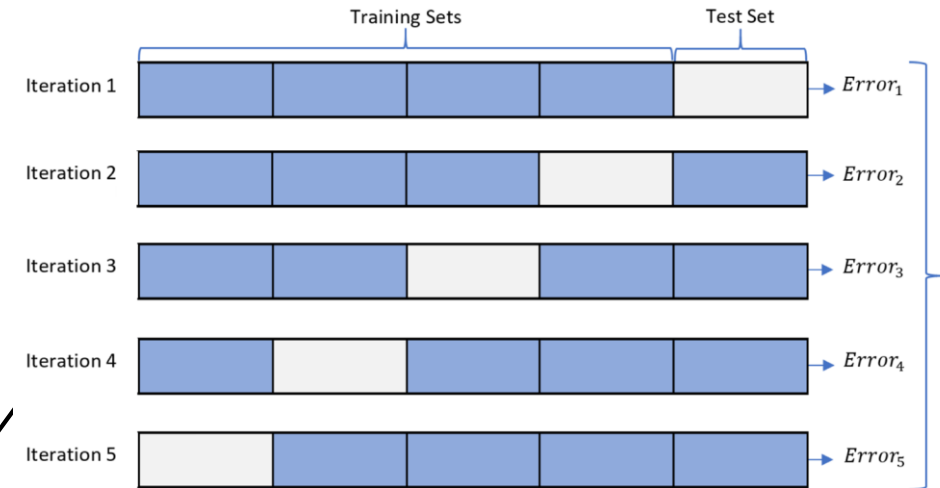 Training Sets
Test Set
Iteration 1
Error₁
Iteration 2
Error₂
Iteration 3
Error₃
Iteration 4
Error₄
Iteration 5
Error₅